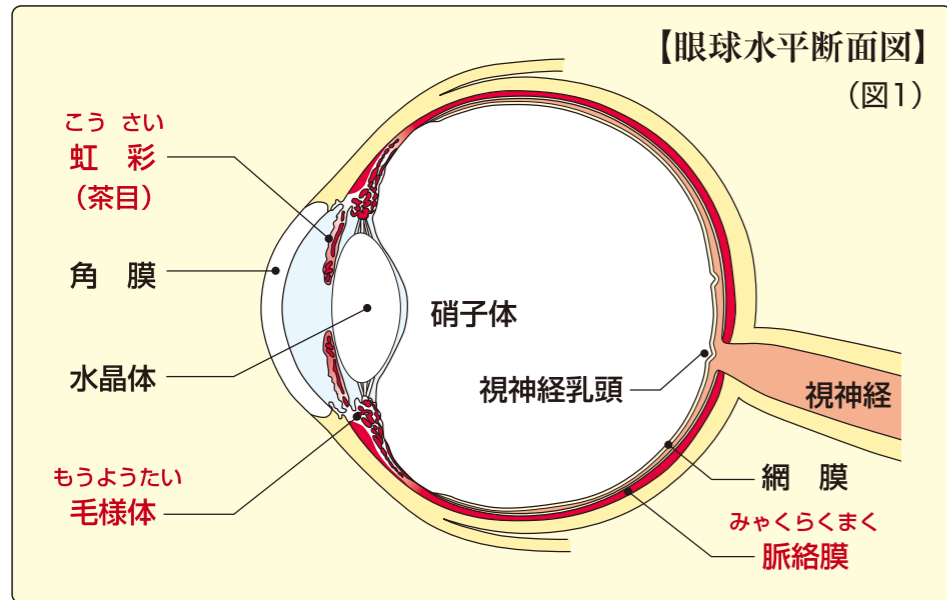 【眼球水平断面図】
（図1）
こう さい
虹 彩
（茶目）
角 膜
水晶体
もうようたい
毛様体
硝子体
視神経乳頭
視神経
網 膜
みゃくらくまく
脈絡膜